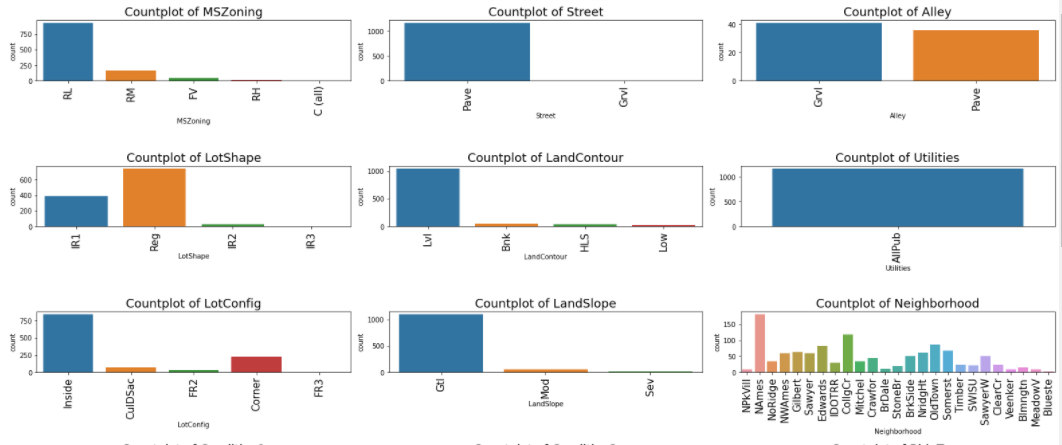 Countplot of MSZoning
count
750
500
250
0
RL
RM
FV
RH
C (all)
MSZoning
Countplot of Street
count
1000
500
0
Pave
Grvl
Street
Countplot of Alley
count
40
20
0
Grvl
Pave
Alley
Countplot of LotShape
count
600
400
200
0
IR1
Reg
IR2
IR3
LotShape
Countplot of LandContour
count
1000
500
0
Lvl
Bnk
HLS
Low
LandContour
Countplot of Utilities
count
1000
500
0
AllPub
Utilities
Countplot of LotConfig
count
750
500
250
0
Inside
CulDSac
FR2
Corner
FR3
LotConfig
Countplot of LandSlope
count
1000
500
0
Gtl
Mod
Sev
LandSlope
Countplot of Neighborhood
count
150
100
50
0
NPkVill
NAmes
NoRidge
NWAmes
Gilbert
Sawyer
Edwards
IDOTRR
CollgCr
Mitchel
Crawfor
BrDale
StoneBr
BrkSide
NridgHt
OldTown
Somerst
Timber
SWISU
SawyerW
ClearCr
Veenker
Blmngtn
MeadowV
Blueste
Neighborhood